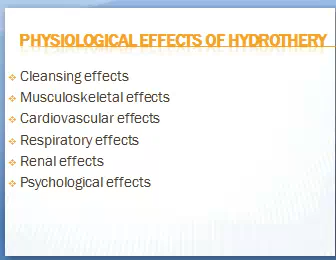 PHYSIOLOGICAL EFFECTS OF HYDROTHERY
Cleansing effects
Musculoskeletal effects
Cardiovascular effects
Respiratory effects
Renal effects
Psychological effects